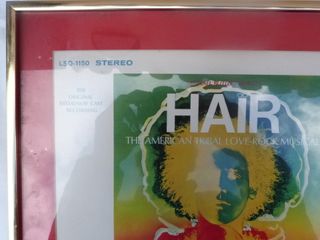 LSO-1150 STEREO
THE
ORIGINAL
BROADWAY CAST
RECORDING
HAIR
THE AMERICAN TRIBAL LOVE-ROCK MUSICAL